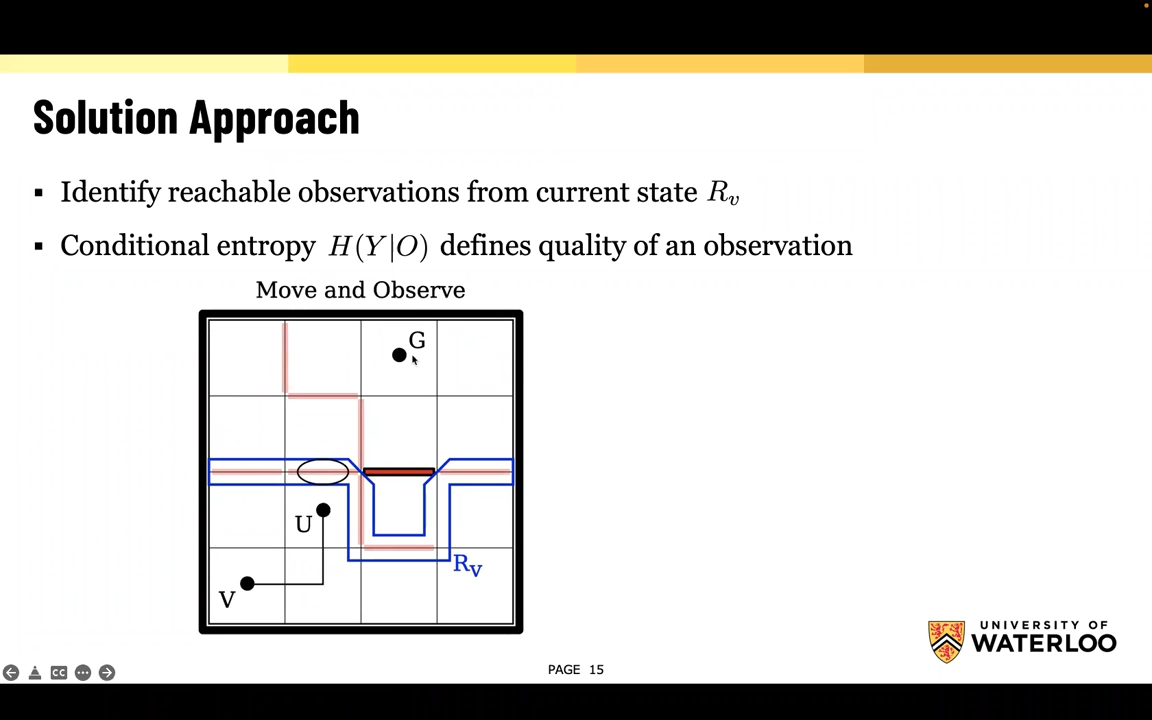 Solution Approach
▪ Identify reachable observations from current state R_v
▪ Conditional entropy H(Y|O) defines quality of an observation
Move and Observe
G
U
V
R_V
UNIVERSITY OF
WATERLOO
PAGE 15
CC